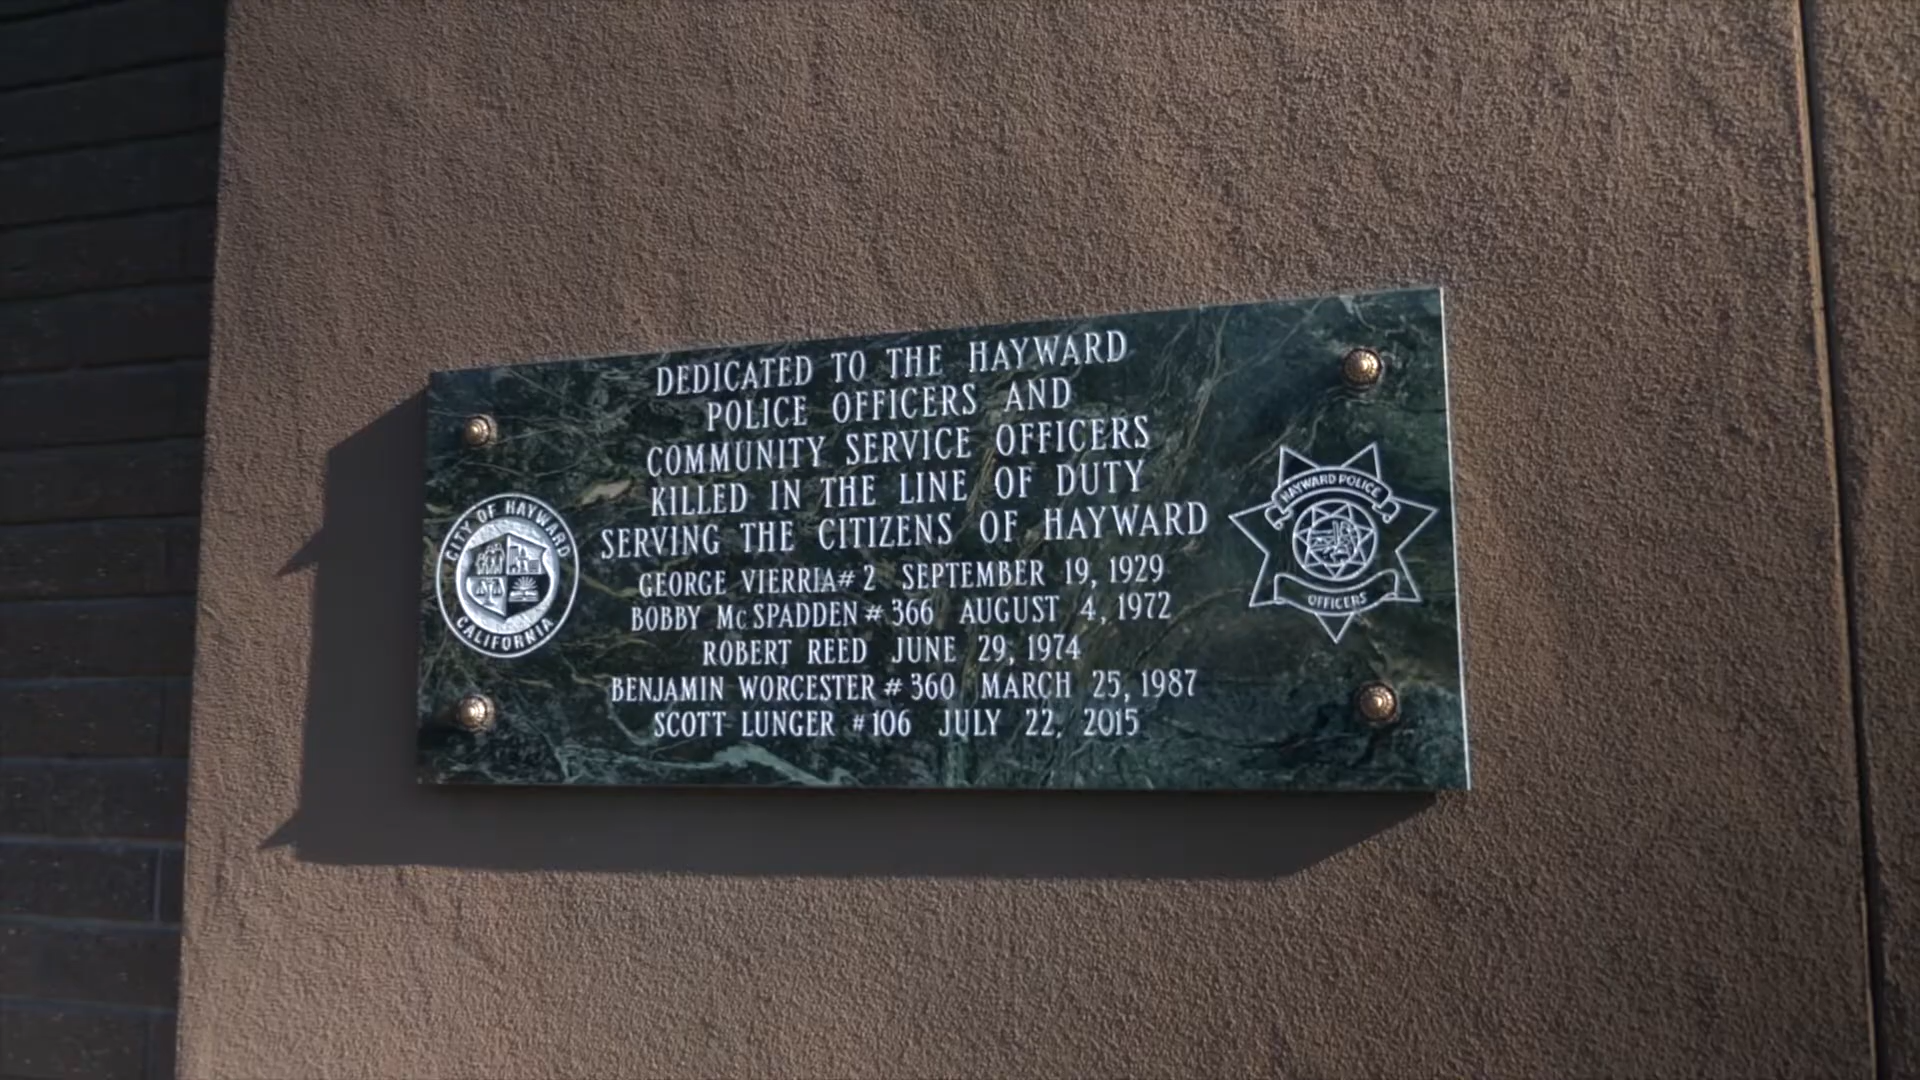 DEDICATED TO THE HAYWARD
POLICE OFFICERS AND
COMMUNITY SERVICE OFFICERS
KILLED IN THE LINE OF DUTY
SERVING THE CITIZENS OF HAYWARD
GEORGE VIERRIA # 2 SEPTEMBER 19, 1929
BOBBY McSPADDEN # 366 AUGUST 4, 1972
ROBERT REED JUNE 29, 1974
BENJAMIN WORCESTER # 360 MARCH 25, 1987
SCOTT LUNGER #106 JULY 22, 2015
CITY OF HAYWARD
CALIFORNIA
HAYWARD POLICE
OFFICERS